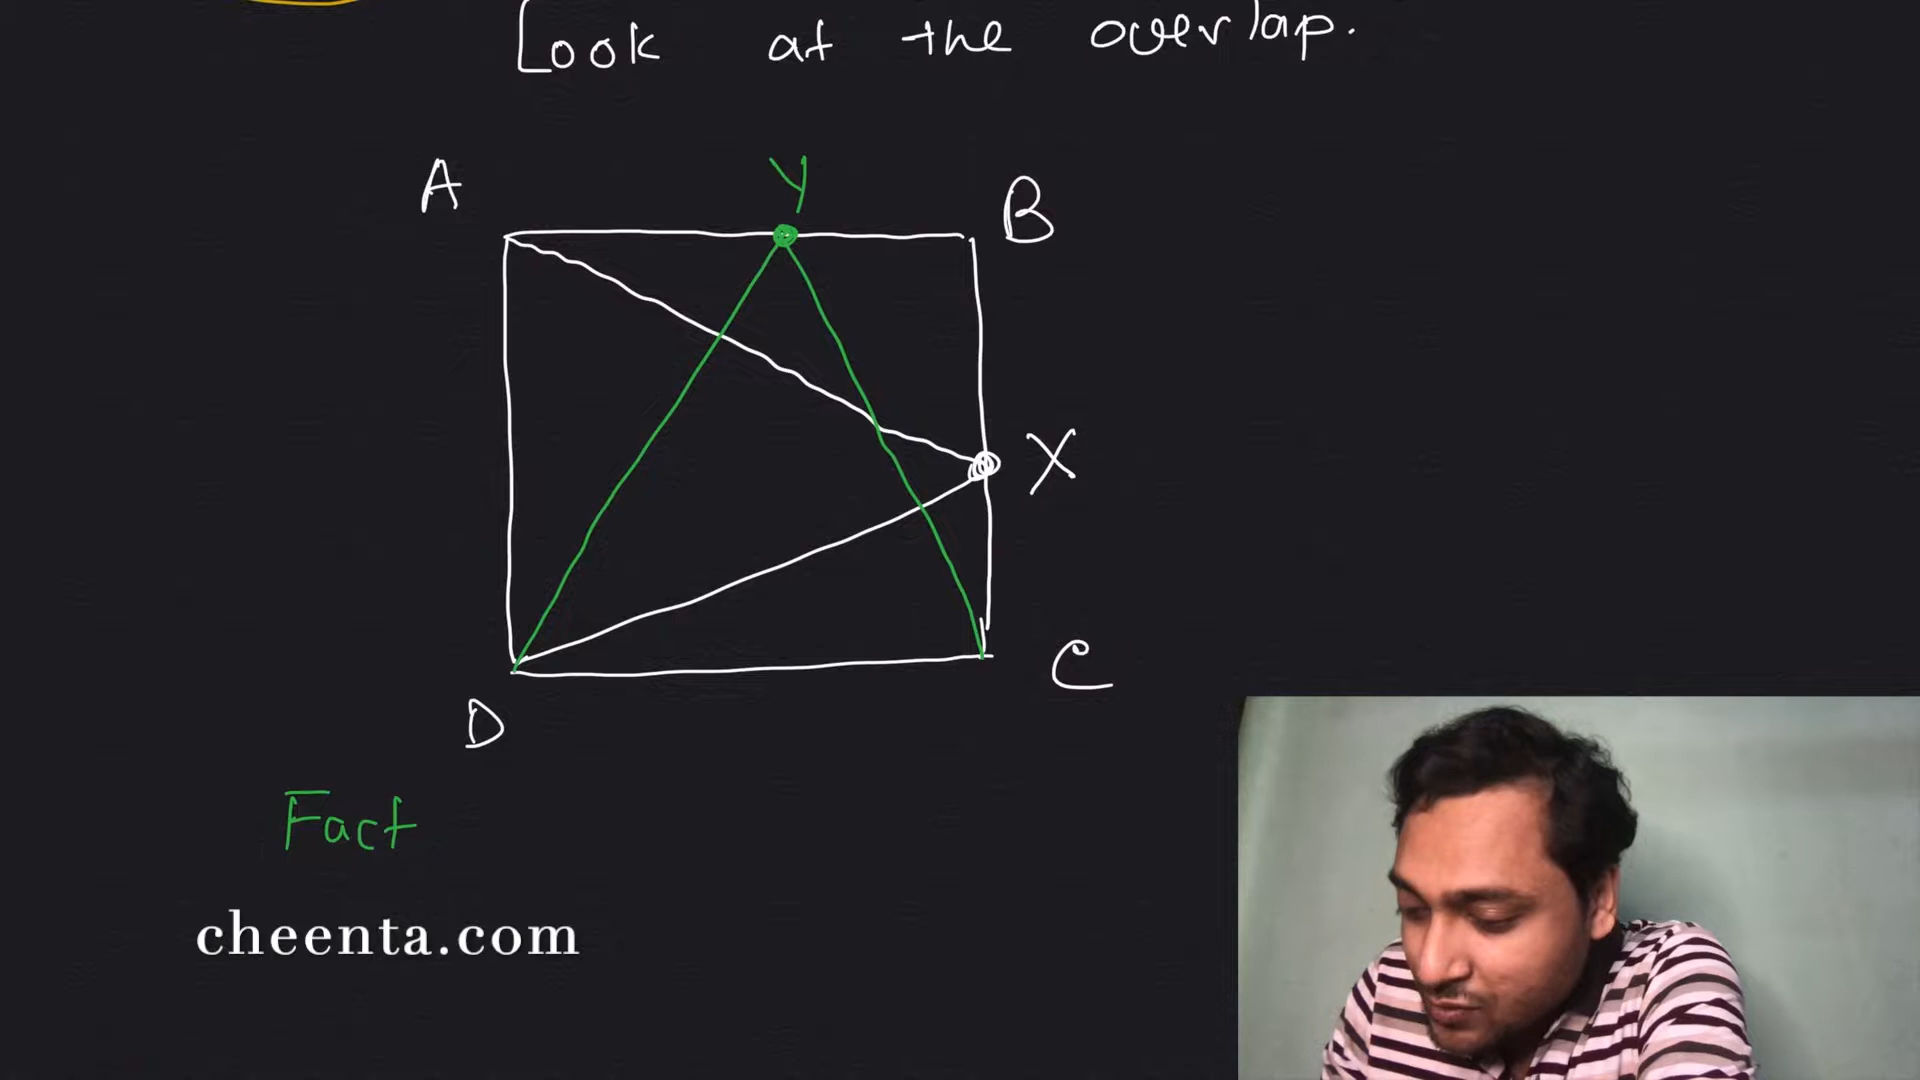 Look at the overlap.
A Y B
X
C
D
Fact
cheenta.com